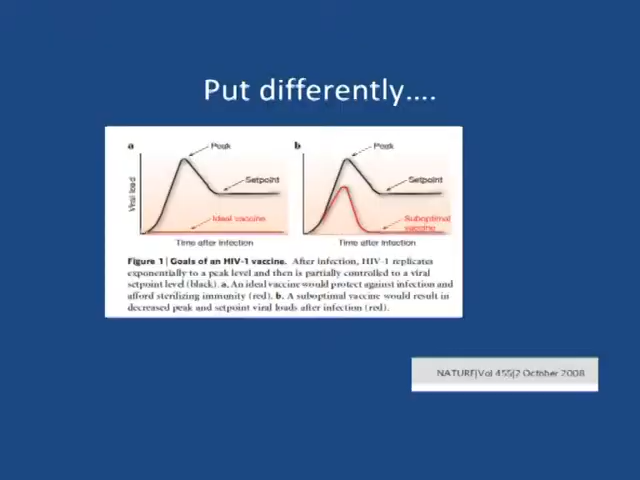 Put differently....
a
Peak
Setpoint
Viral load
Ideal vaccine
Time after infection
b
Peak
Setpoint
Suboptimal
vaccine
Time after infection
Figure 1 | Goals of an HIV-1 vaccine. After infection, HIV-1 replicates
exponentially to a peak level and then is partially controlled to a viral
setpoint level (black). a, An ideal vaccine would protect against infection and
afford sterilizing immunity (red). b, A suboptimal vaccine would result in
decreased peak and setpoint viral loads after infection (red).
NATURE|Vol 455|2 October 2008